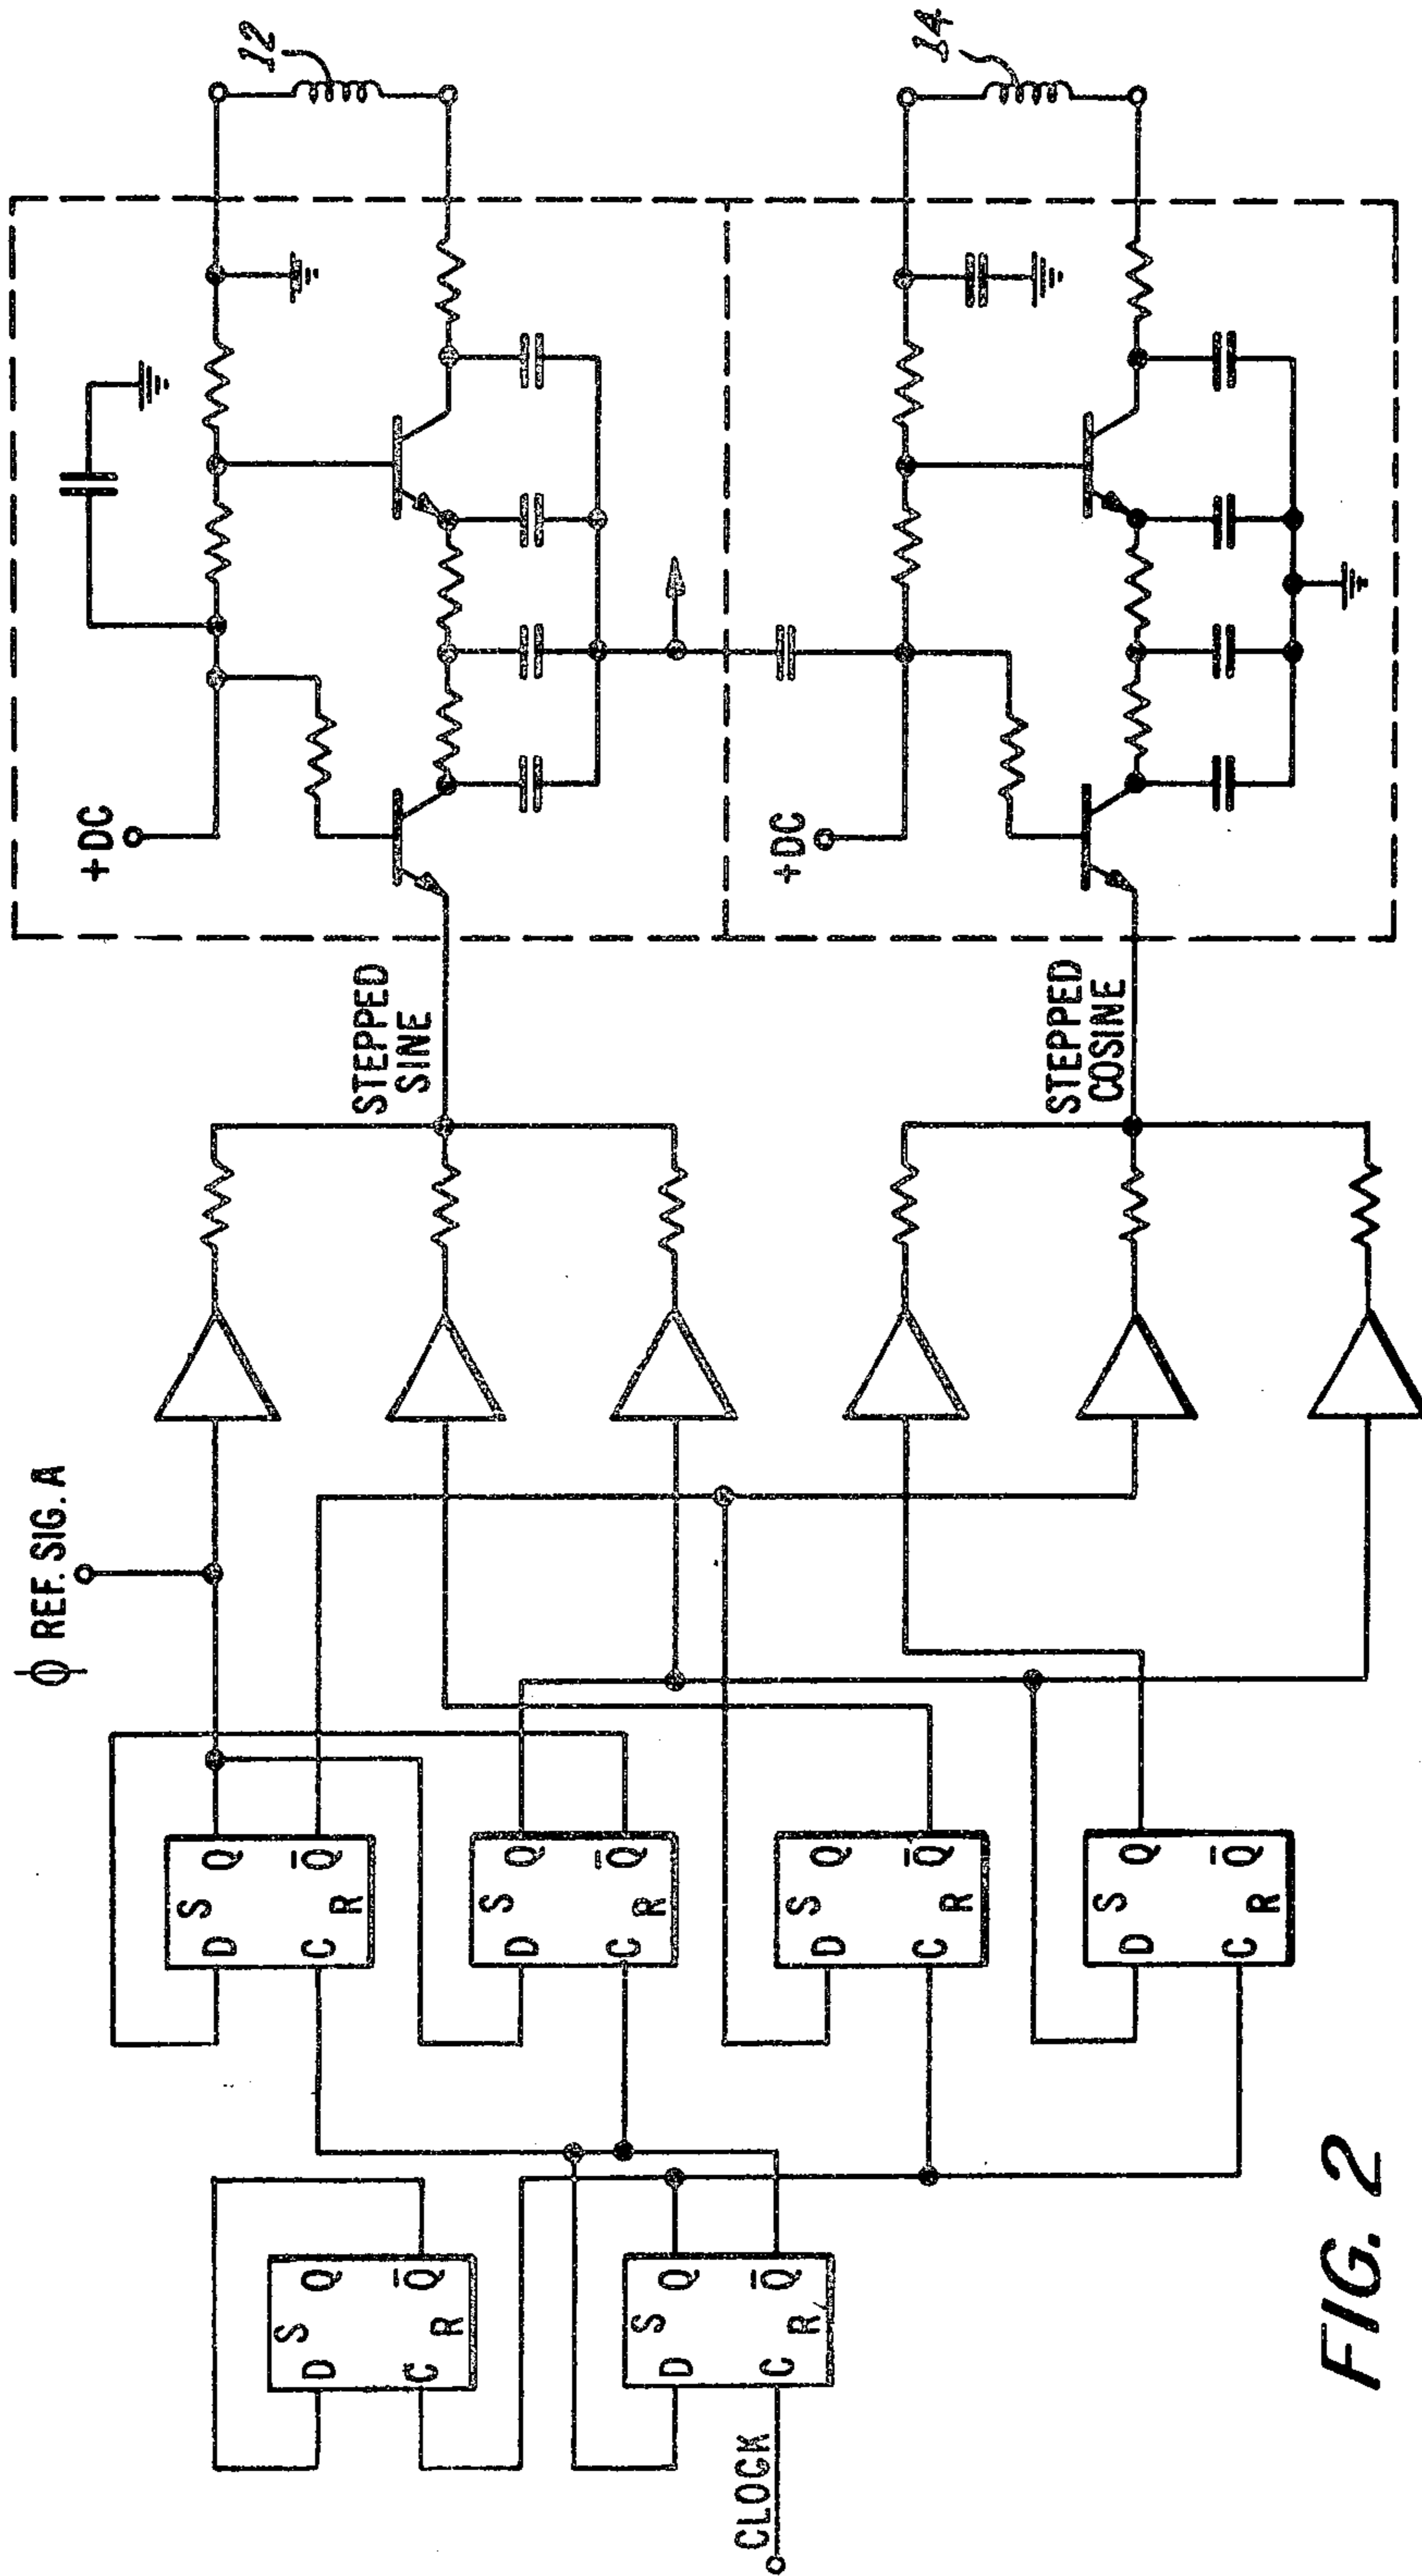 ϕ REF. SIG. A
+DC
12
STEPPED
SINE
S
D Q
C Q̅
R
S
D Q
C Q̅
R
S
D Q
C Q̅
R
S
D Q
C Q̅
R
S
D Q
C Q̅
R
S
D Q
C Q̅
R
CLOCK
+DC
14
STEPPED
COSINE
FIG. 2